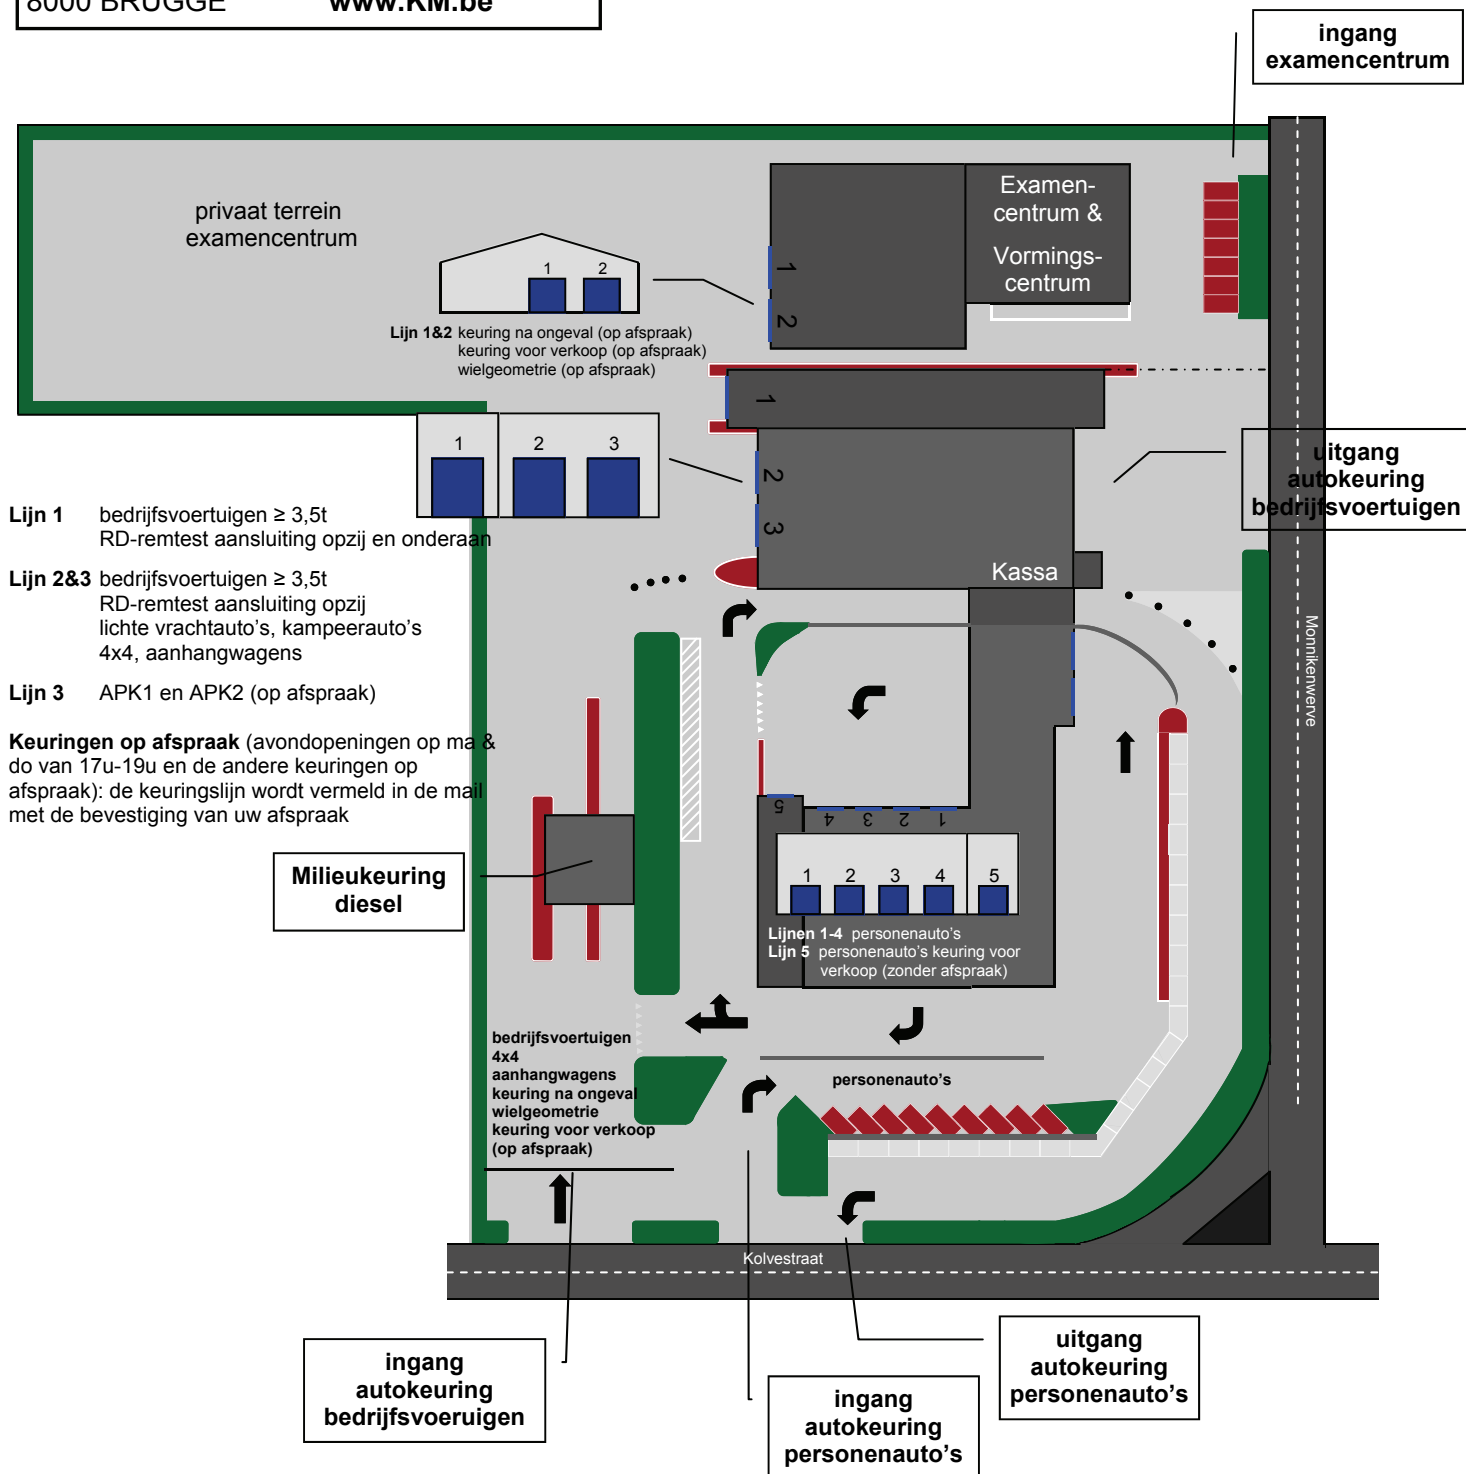 8000 BRUGGE www.KM.be
ingang
examencentrum
privaat terrein
examencentrum
Examen-
centrum &
Vormings-
centrum
1 2
1
2
Lijn 1&2 keuring na ongeval (op afspraak)
keuring voor verkoop (op afspraak)
wielgeometrie (op afspraak)
1
2
3
1 2 3
uitgang
autokeuring
bedrijfsvoertuigen
Lijn 1 bedrijfsvoertuigen ≥ 3,5t
RD-remtest aansluiting opzij en onderaan
Lijn 2&3 bedrijfsvoertuigen ≥ 3,5t
RD-remtest aansluiting opzij
lichte vrachtauto's, kampeerauto's
4x4, aanhangwagens
Lijn 3 APK1 en APK2 (op afspraak)
Keuringen op afspraak (avondopeningen op ma &
do van 17u-19u en de andere keuringen op
afspraak): de keuringslijn wordt vermeld in de mail
met de bevestiging van uw afspraak
Kassa
Monnikenwerve
Milieukeuring
diesel
5 4 3 2 1
1 2 3 4 5
Lijnen 1-4 personenauto's
Lijn 5 personenauto's keuring voor
verkoop (zonder afspraak)
bedrijfsvoertuigen
4x4
aanhangwagens
keuring na ongeval
wielgeometrie
keuring voor verkoop
(op afspraak)
personenauto's
Kolvestraat
ingang
autokeuring
bedrijfsvoeruigen
ingang
autokeuring
personenauto's
uitgang
autokeuring
personenauto's